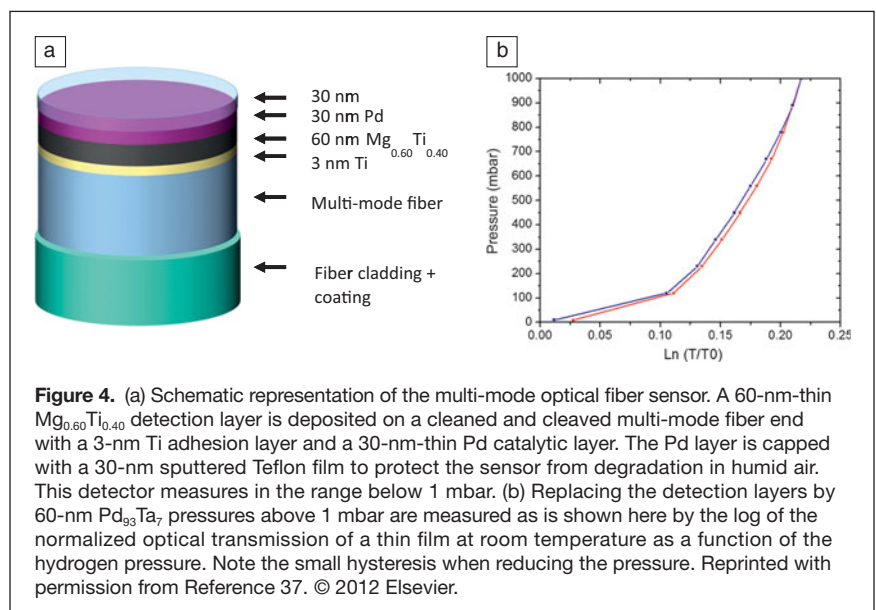 a
30 nm
30 nm Pd
60 nm Mg0.60Ti0.40
3 nm Ti
Multi-mode fiber
Fiber cladding +
coating
b
1000
900
800
700
600
500
400
300
200
100
0
Pressure (mbar)
0.00 0.05 0.10 0.15 0.20 0.25
Ln (T/T0)
Figure 4. (a) Schematic representation of the multi-mode optical fiber sensor. A 60-nm-thin
Mg0.60Ti0.40 detection layer is deposited on a cleaned and cleaved multi-mode fiber end
with a 3-nm Ti adhesion layer and a 30-nm-thin Pd catalytic layer. The Pd layer is capped
with a 30-nm sputtered Teflon film to protect the sensor from degradation in humid air.
This detector measures in the range below 1 mbar. (b) Replacing the detection layers by
60-nm Pd93Ta7 pressures above 1 mbar are measured as is shown here by the log of the
normalized optical transmission of a thin film at room temperature as a function of the
hydrogen pressure. Note the small hysteresis when reducing the pressure. Reprinted with
permission from Reference 37. © 2012 Elsevier.